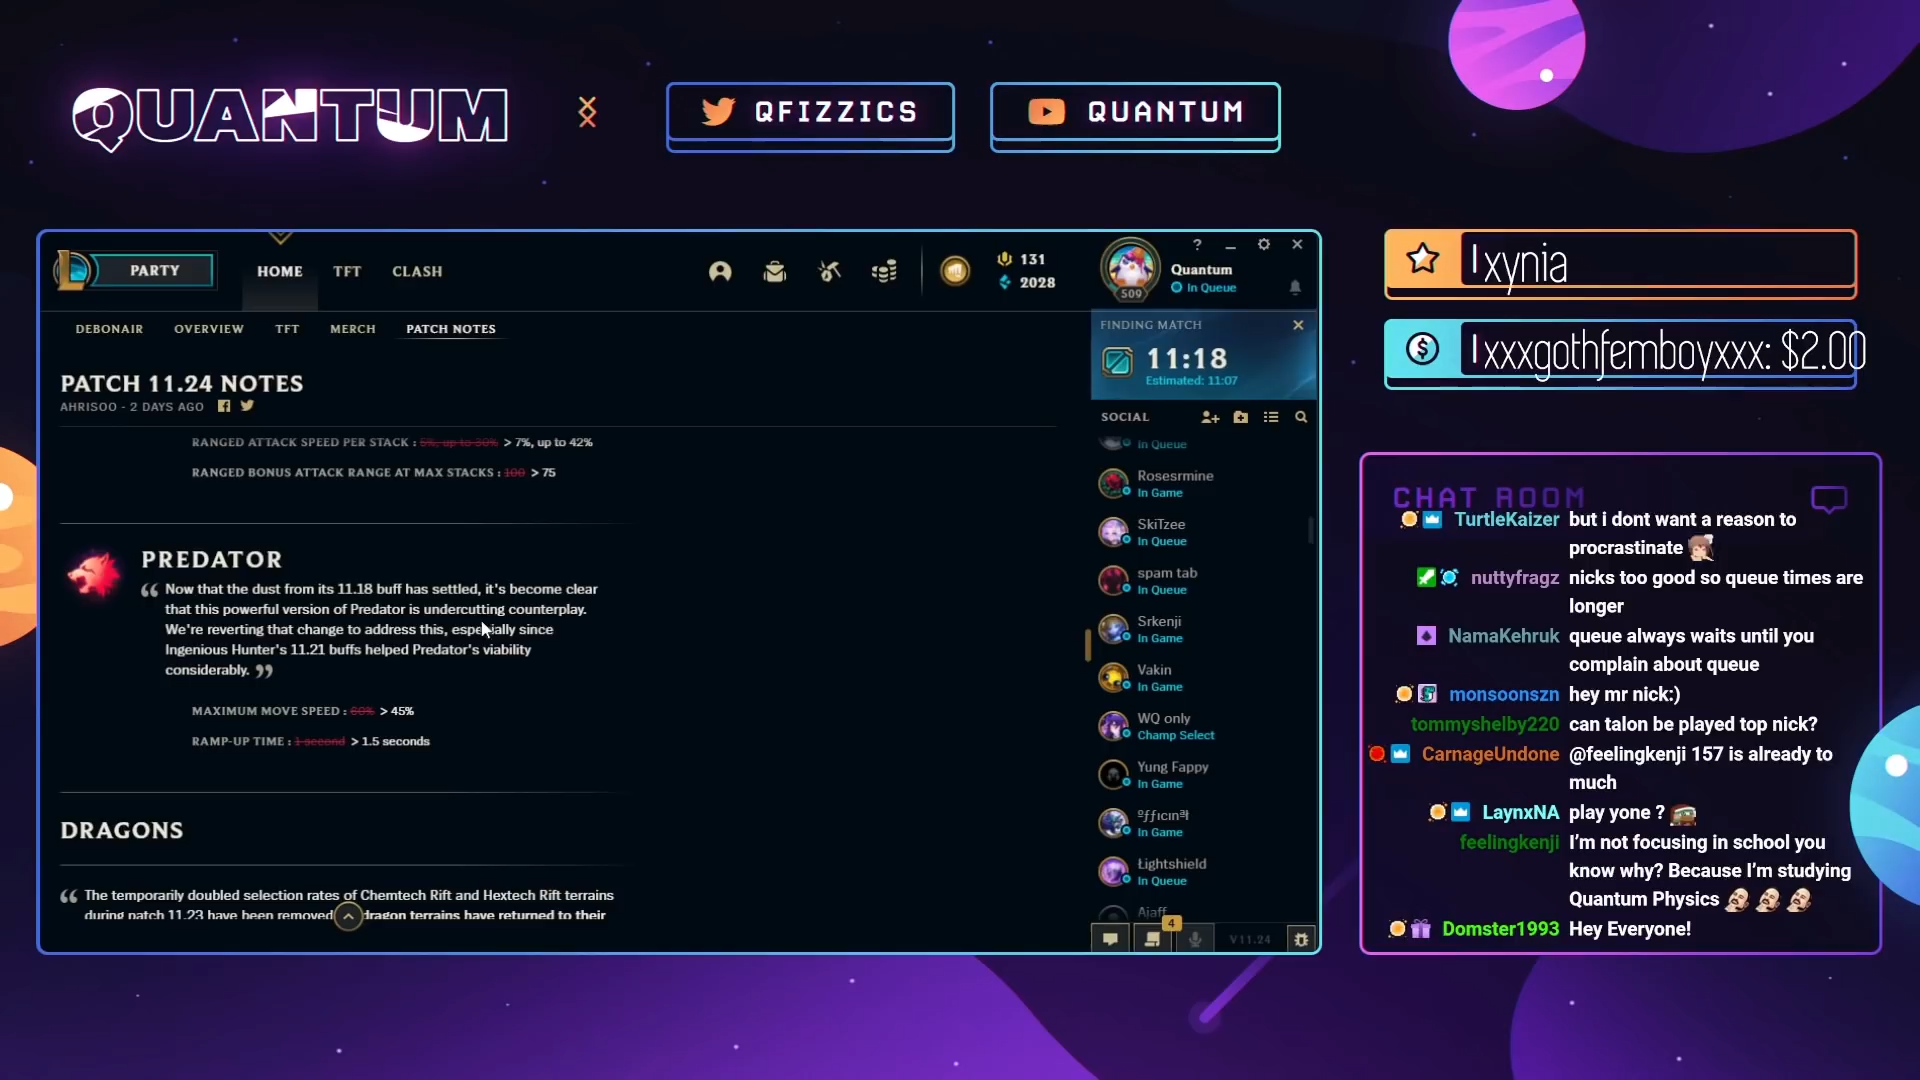 QUANTUM
QFIZZICS
QUANTUM
PARTY
HOME
TFT
CLASH
131
2028
509
?
Quantum
In Queue
DEBONAIR
OVERVIEW
TFT
MERCH
PATCH NOTES
PATCH 11.24 NOTES
AHRISOO - 2 DAYS AGO
RANGED ATTACK SPEED PER STACK : 5%, up to 30% > 7%, up to 42%
RANGED BONUS ATTACK RANGE AT MAX STACKS : 100 > 75
PREDATOR
Now that the dust from its 11.18 buff has settled, it's become clear
that this powerful version of Predator is undercutting counterplay.
We're reverting that change to address this, especially since
Ingenious Hunter's 11.21 buffs helped Predator's viability
considerably.
MAXIMUM MOVE SPEED : 60% > 45%
RAMP-UP TIME : 1 second > 1.5 seconds
DRAGONS
The temporarily doubled selection rates of Chemtech Rift and Hextech Rift terrains
during patch 11.23 have been removed dragon terrains have returned to their
FINDING MATCH
11:18
Estimated: 11:07
SOCIAL
In Queue
Rosesrmine
In Game
SkiTzee
In Queue
spam tab
In Queue
Srkenji
In Game
Vakin
In Game
WQ only
Champ Select
Yung Fappy
In Game
ºƒƒıcınªł
In Game
Łightshield
In Queue
Ajaff
4
V11.24
xynia
xxxgothfemboyxxx: $2.00
CHAT ROOM
TurtleKaizer but i dont want a reason to
procrastinate
nuttyfragz nicks too good so queue times are
longer
NamaKehruk queue always waits until you
complain about queue
monsoonszn hey mr nick:)
tommyshelby220 can talon be played top nick?
CarnageUndone @feelingkenji 157 is already to
much
LaynxNA play yone ?
feelingkenji I'm not focusing in school you
know why? Because I'm studying
Quantum Physics
Domster1993 Hey Everyone!